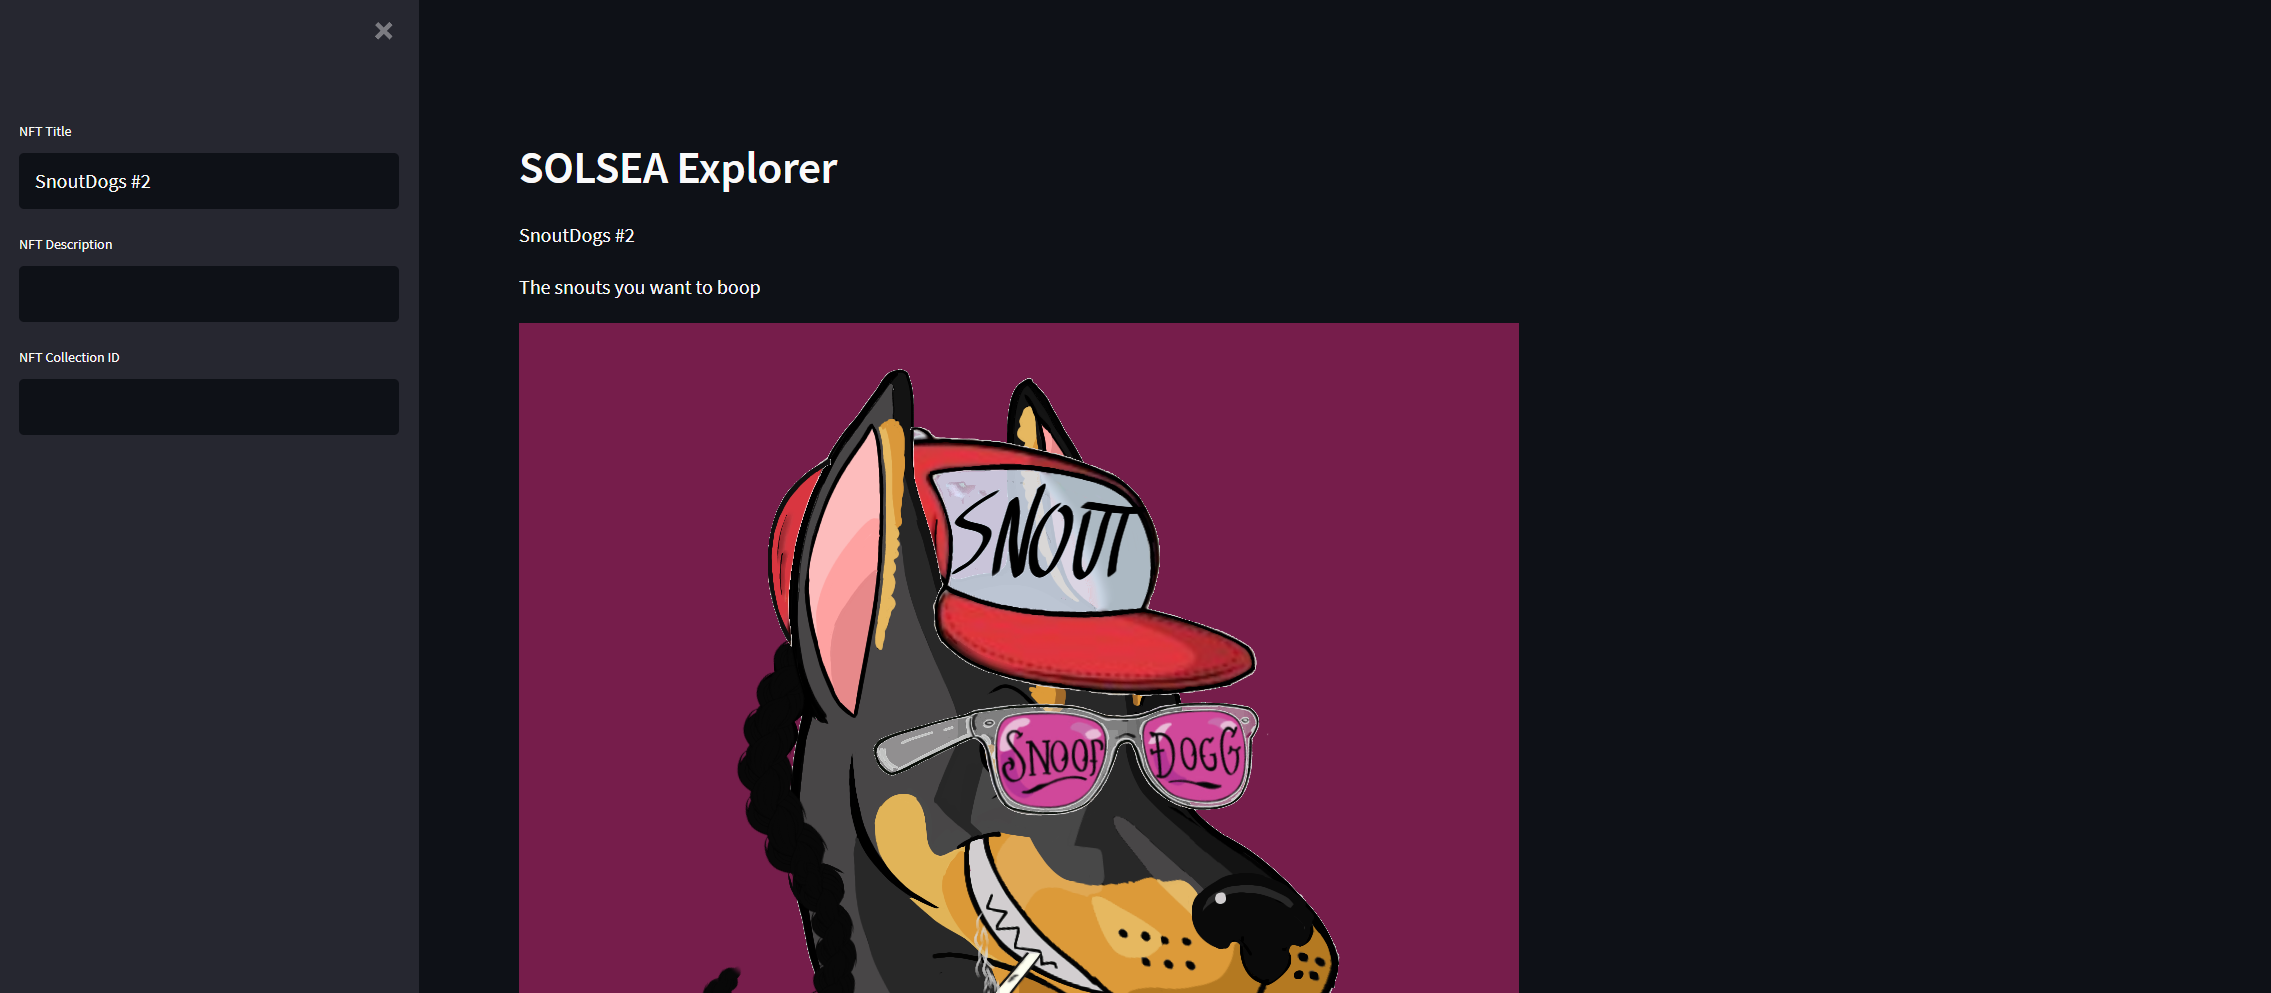 NFT Title
SnoutDogs #2
NFT Description
NFT Collection ID
SOLSEA Explorer
SnoutDogs #2
The snouts you want to boop
SNOUT
SNOOP DOGG